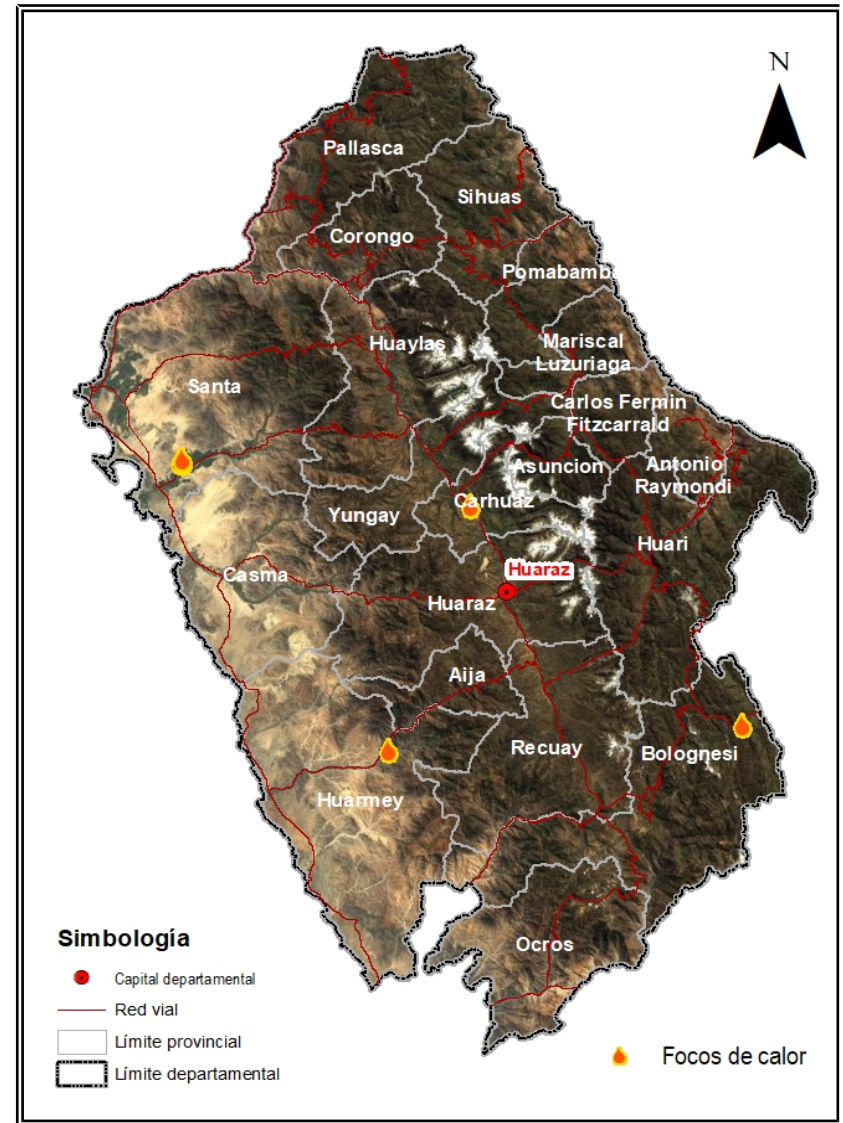 N
Pallasca
Sihuas
Corongo
Pomabamba
Huaylas
Mariscal
Luzuriaga
Santa
Carlos Fermin
Fitzcarrald
Asuncion
Antonio
Raymondi
Carhuaz
Yungay
Huari
Casma
Huaraz
Huaraz
Aija
Recuay
Bolognesi
Huarmey
Ocros
Simbología
Capital departamental
Red vial
Límite provincial
Límite departamental
Focos de calor